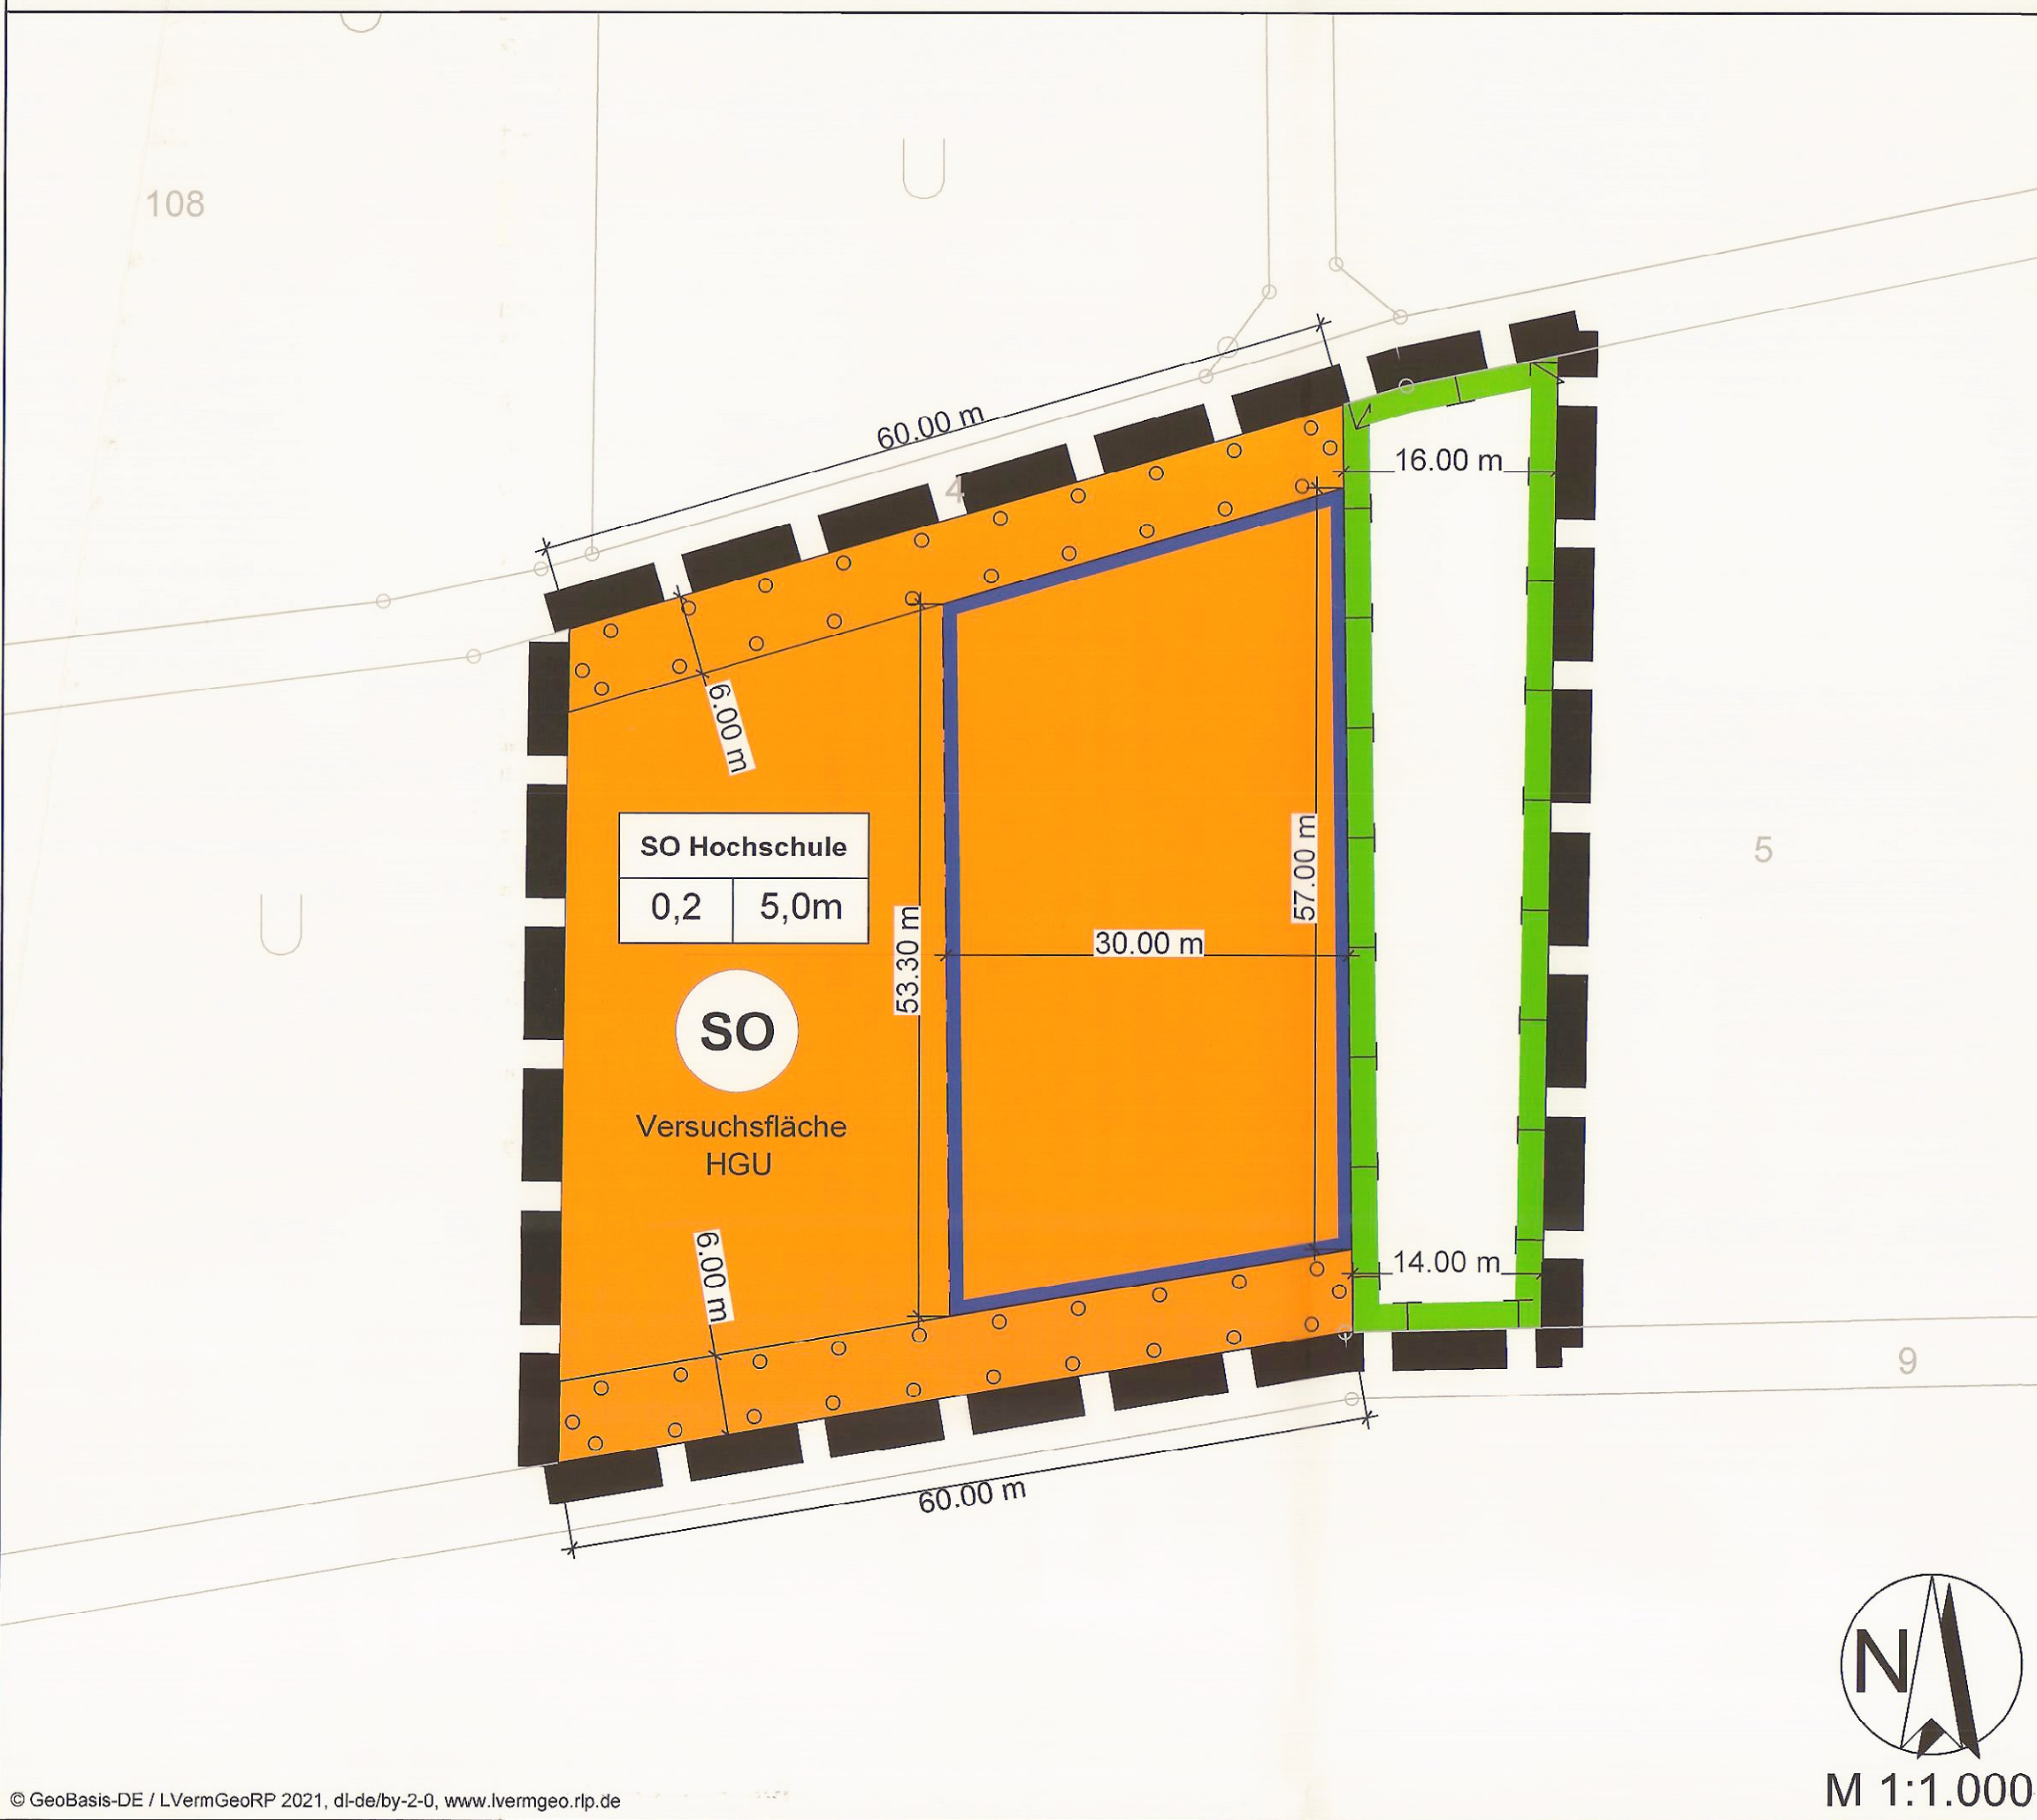 108
60.00 m
4
16.00 m
6.00 m
SO Hochschule
0,2 5,0m
5
57.00 m
30.00 m
53.30 m
SO
Versuchsfläche
HGU
6.00 m
14.00 m
9
60.00 m
N
M 1:1.000
© GeoBasis-DE / LVermGeoRP 2021, dl-de/by-2-0, www.lvermgeo.rlp.de